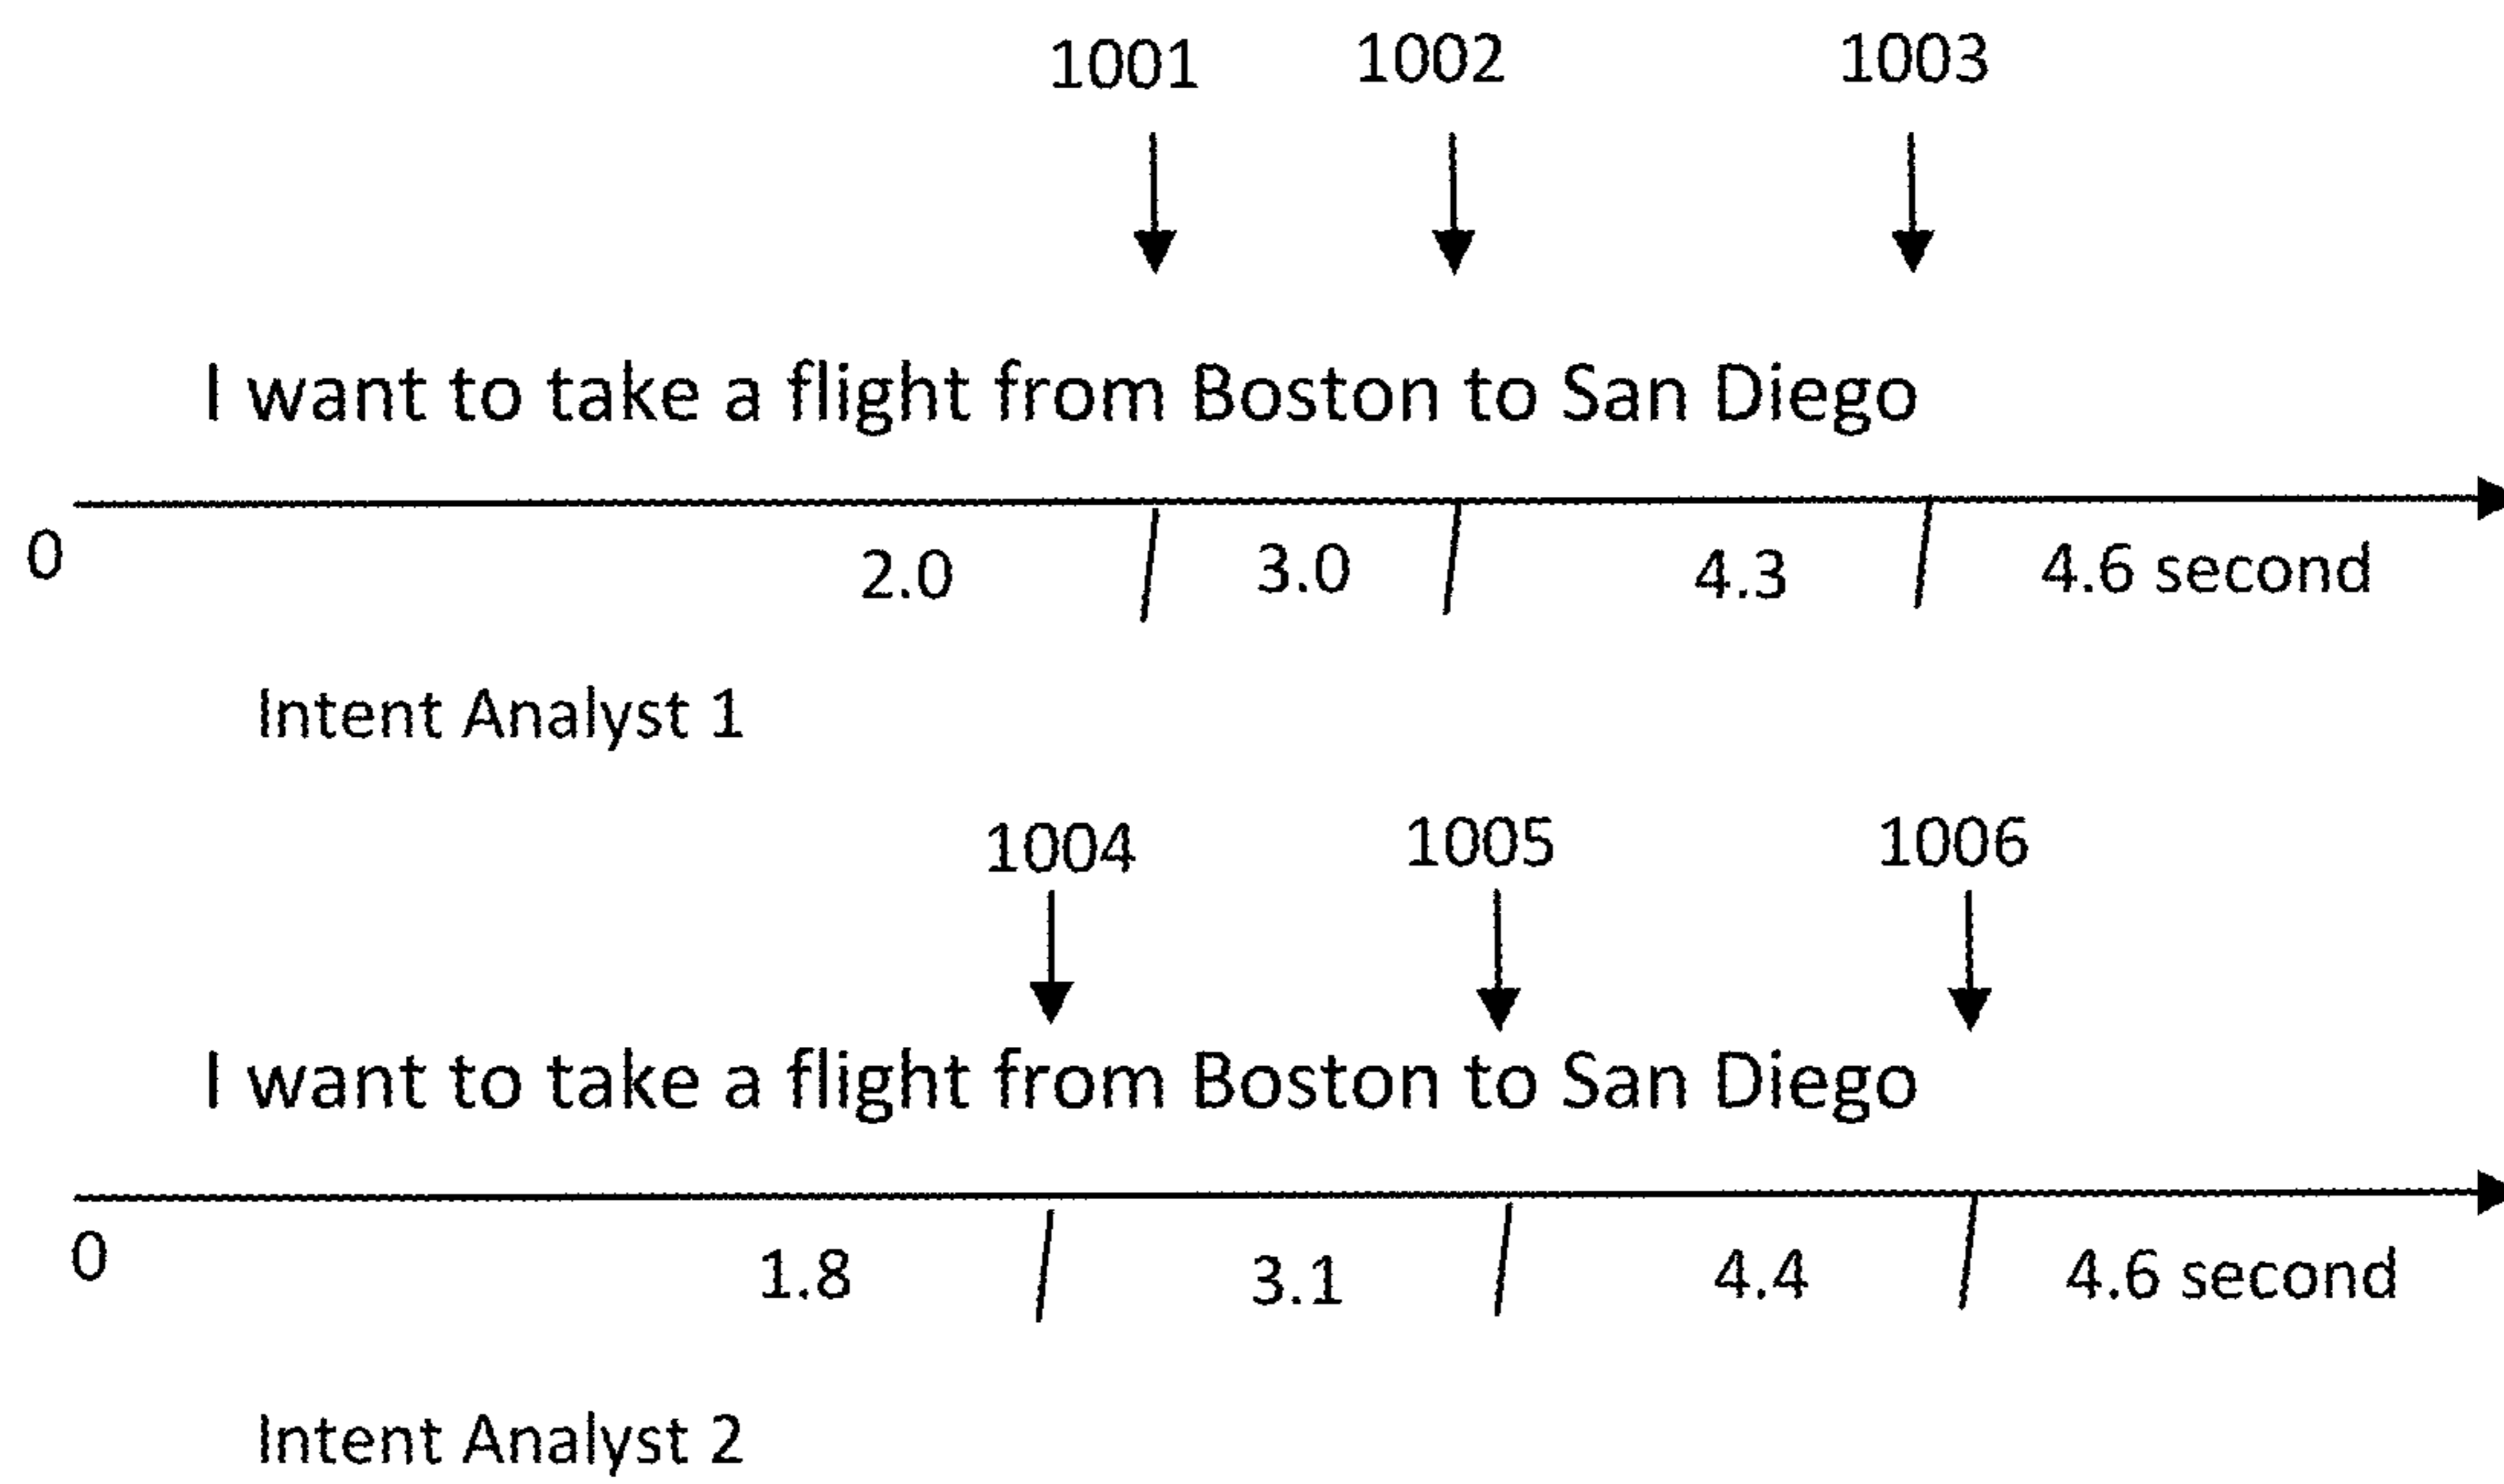 1001 1002 1003
I want to take a flight from Boston to San Diego
0 2.0 3.0 4.3 4.6 second
Intent Analyst 1
1004 1005 1006
I want to take a flight from Boston to San Diego
0 1.8 3.1 4.4 4.6 second
Intent Analyst 2